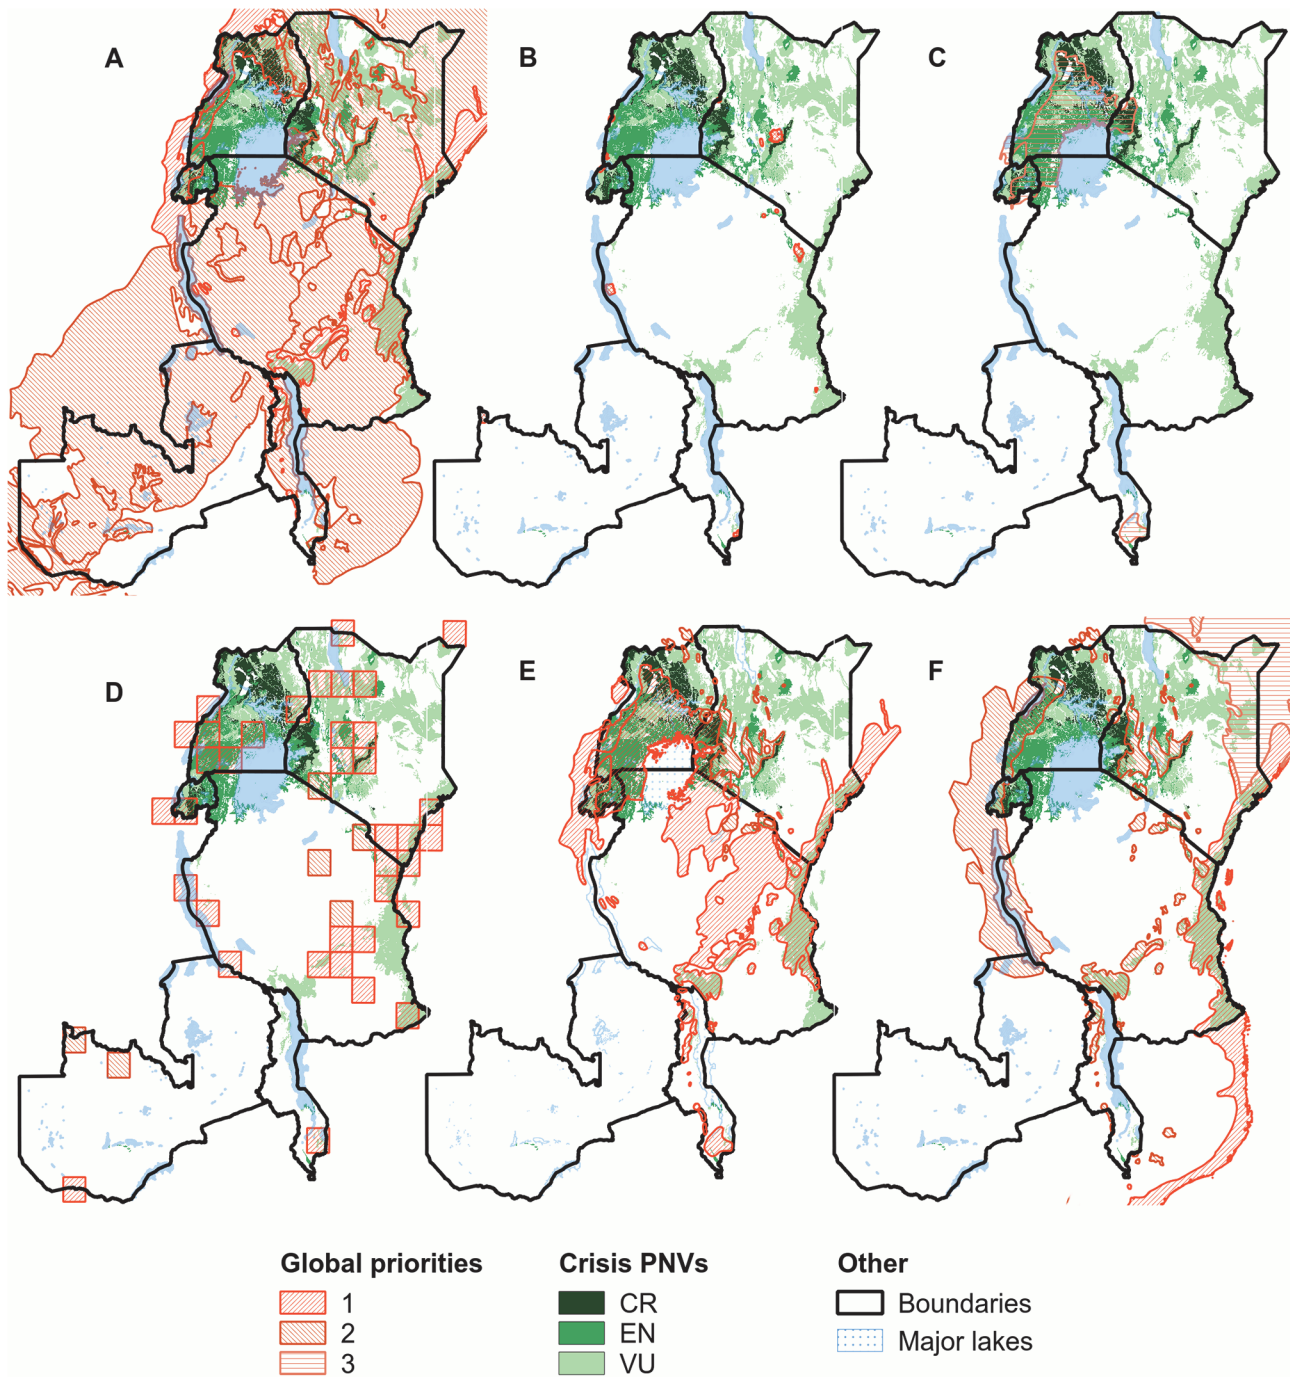 A
B
C
D
E
F
Global priorities
1
2
3
Crisis PNVs
CR
EN
VU
Other
Boundaries
Major lakes